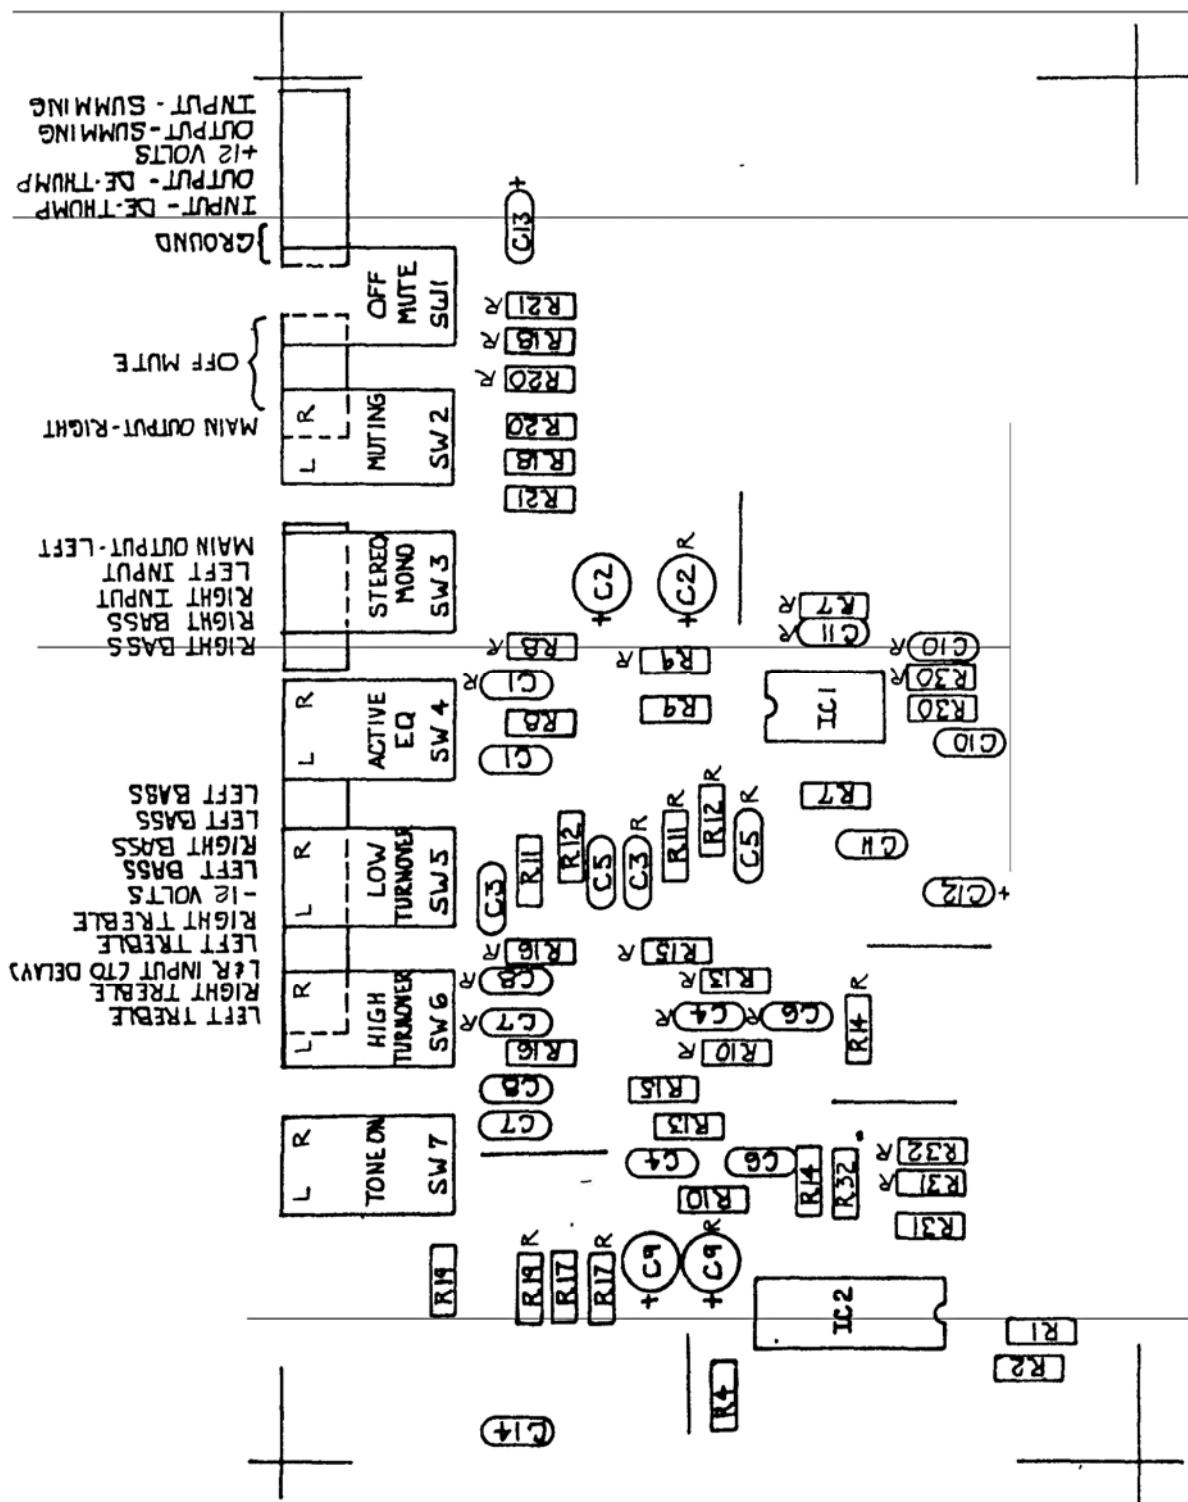 INPUT - SUMMING
OUTPUT - SUMMING
+12 VOLTS
OUTPUT - DE-THUMP
INPUT - DE-THUMP
GROUND
OFF MUTE
MAIN OUTPUT - RIGHT
MAIN OUTPUT - LEFT
LEFT INPUT
RIGHT INPUT
RIGHT BASS
RIGHT BASS
LEFT BASS
LEFT BASS
RIGHT BASS
LEFT BASS
-12 VOLTS
RIGHT TREBLE
LEFT TREBLE
L&R INPUT (TO DELAY)
RIGHT TREBLE
LEFT TREBLE
OFF
MUTE
SW1
L R
MUTING
SW2
STEREO
MONO
SW3
L R
ACTIVE
EQ
SW4
L R
LOW
TURNOVER
SW5
L R
HIGH
TURNOVER
SW6
L R
TONE ON
SW7
+
C13
R21 R
R18 R
R20 R
R20
R18
R21
C2 +
C2 R +
R7 R
C11 R
C10 R
R8 R
R9 R
R30 R
C1 R
R9
IC1
R30
R8
C10
C1
R7
R12 R
R12
R11 R
C5 R
C11
C3
R11
C5
C3 R
C12 +
R16 R
R15 R
C8 R
R13 R
C7 R
C4 R
C6 R
R14 R
R16
R10 R
C8
R15
C7
R13
R32 R
C4
C6
R14
R32
R31 R
R10
R31
R19
R19 R
R17
R17 R
C9 +
C9 R +
IC2
R1
R2
R4
C14